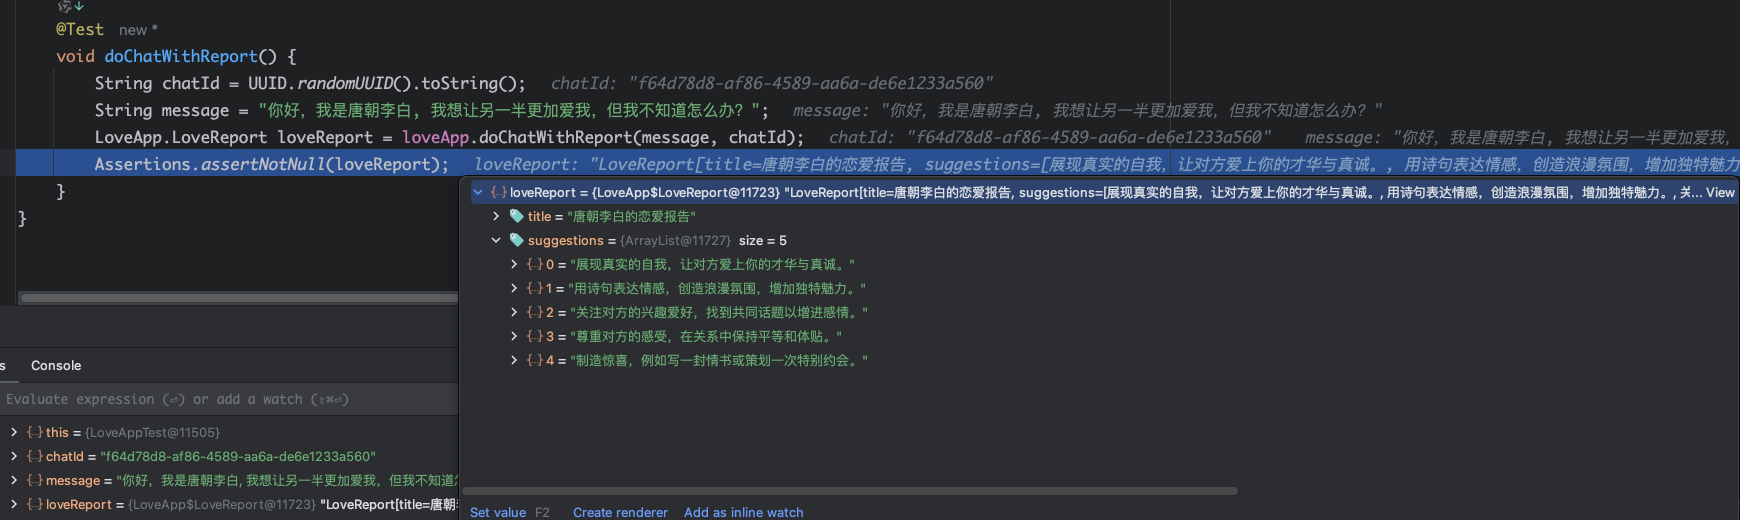 @Test new *
void doChatWithReport() {
String chatId = UUID.randomUUID().toString(); chatId: "f64d78d8-af86-4589-aa6a-de6e1233a560"
String message = "你好，我是唐朝李白, 我想让另一半更加爱我，但我不知道怎么办？"; message: "你好，我是唐朝李白, 我想让另一半更加爱我，但我不知道怎么办？"
LoveApp.LoveReport loveReport = loveApp.doChatWithReport(message, chatId); chatId: "f64d78d8-af86-4589-aa6a-de6e1233a560" message: "你好，我是唐朝李白, 我想让另一半更加爱我，
Assertions.assertNotNull(loveReport); loveReport: "LoveReport[title=唐朝李白的恋爱报告, suggestions=[展现真实的自我，让对方爱上你的才华与真诚。, 用诗句表达情感，创造浪漫氛围，增加独特魅力
}
}
loveReport = {LoveApp$LoveReport@11723} "LoveReport[title=唐朝李白的恋爱报告, suggestions=[展现真实的自我，让对方爱上你的才华与真诚。, 用诗句表达情感，创造浪漫氛围，增加独特魅力。, 关... View
title = "唐朝李白的恋爱报告"
suggestions = {ArrayList@11727} size = 5
0 = "展现真实的自我，让对方爱上你的才华与真诚。"
1 = "用诗句表达情感，创造浪漫氛围，增加独特魅力。"
2 = "关注对方的兴趣爱好，找到共同话题以增进感情。"
3 = "尊重对方的感受，在关系中保持平等和体贴。"
4 = "制造惊喜，例如写一封情书或策划一次特别约会。"
Set value F2 Create renderer Add as inline watch
s Console
Evaluate expression (⏎) or add a watch (⇧⌘⏎)
this = {LoveAppTest@11505}
chatId = "f64d78d8-af86-4589-aa6a-de6e1233a560"
message = "你好，我是唐朝李白, 我想让另一半更加爱我，但我不知道怎
loveReport = {LoveApp$LoveReport@11723} "LoveReport[title=唐朝